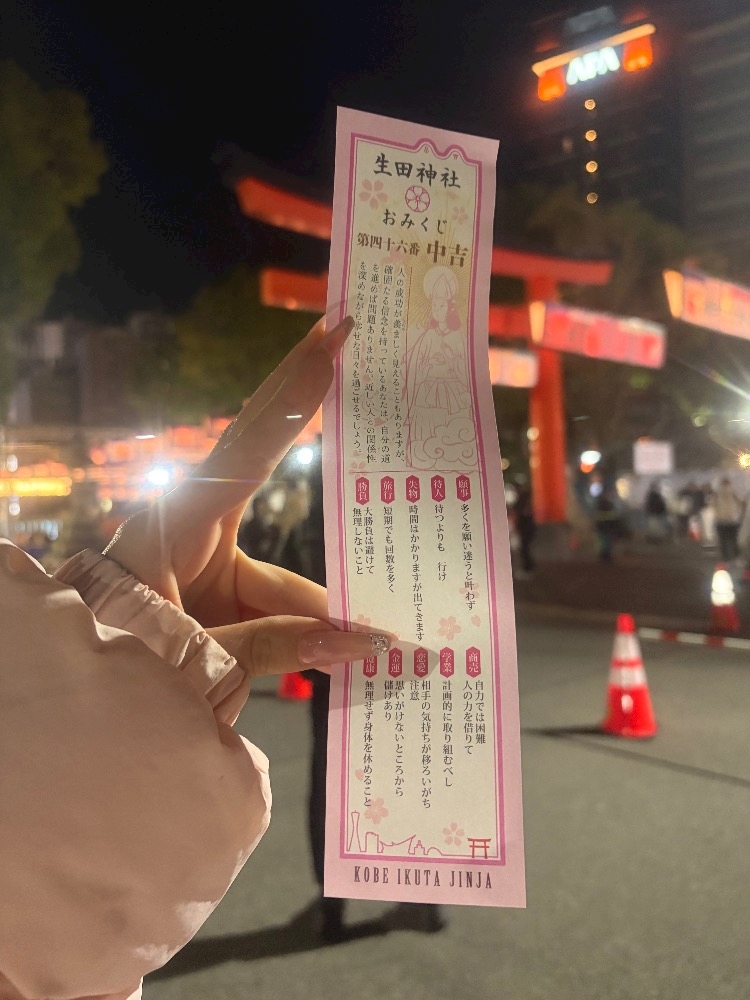 APA
生田神社
おみくじ
第四十六番 中吉
人の成功が羨ましく見えることもありますが、
確固たる信念を持っているあなたは、自分の道
を進めば問題ありません。近しい人との関係性
を深めながら幸せた日々を過ごせるでしょう。
願事 多くを願い違うと叶わず
待人 待つよりも 行け
失物 時間はかかりますが出てきます
旅行 短期でも回数を多く
勝負 大勝負は避けて
無理しないこと
商売 自力では困難
人の力を借りて
学業 計画的に取り組むべし
恋愛 相手の気持ちが移ろいがち
注意
金運 思いがけないところから
儲けあり
康 無理せず身体を休めること
KOBE IKUTA JINJA